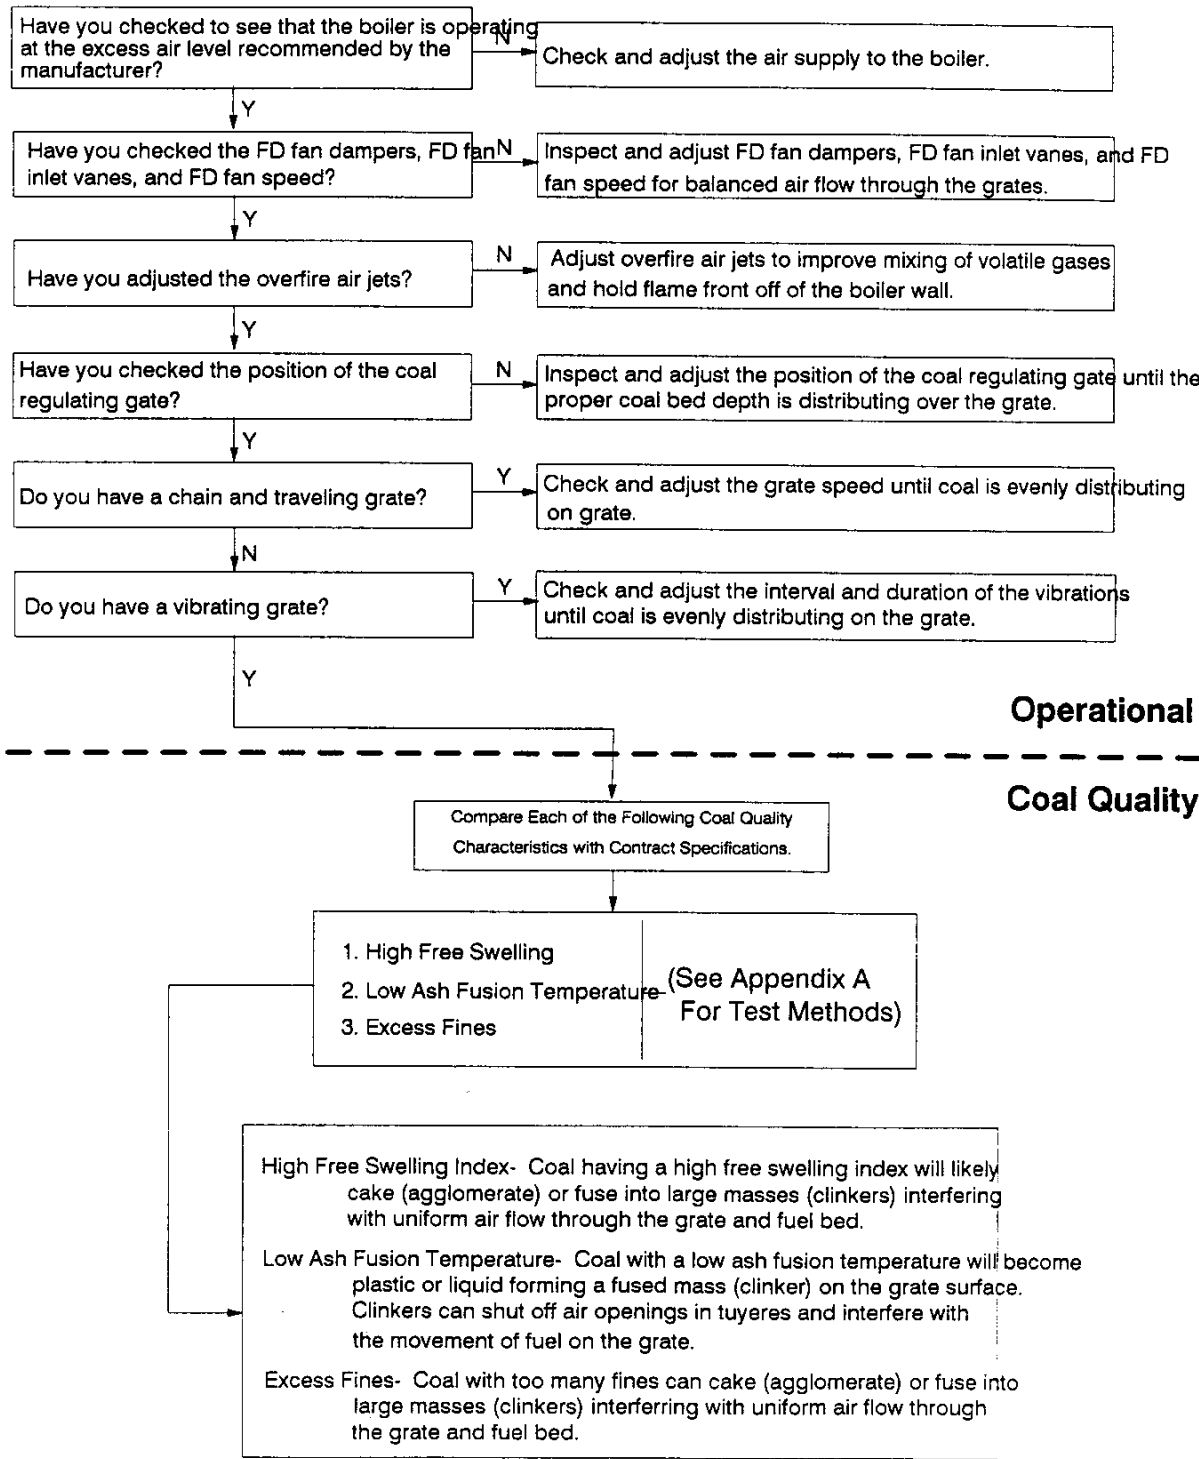 Have you checked to see that the boiler is operating
at the excess air level recommended by the
manufacturer?
N
Check and adjust the air supply to the boiler.
Y
Have you checked the FD fan dampers, FD fan
inlet vanes, and FD fan speed?
N
Inspect and adjust FD fan dampers, FD fan inlet vanes, and FD
fan speed for balanced air flow through the grates.
Y
Have you adjusted the overfire air jets?
N
Adjust overfire air jets to improve mixing of volatile gases
and hold flame front off of the boiler wall.
Y
Have you checked the position of the coal
regulating gate?
N
Inspect and adjust the position of the coal regulating gate until the
proper coal bed depth is distributing over the grate.
Y
Do you have a chain and traveling grate?
Y
Check and adjust the grate speed until coal is evenly distributing
on grate.
N
Do you have a vibrating grate?
Y
Check and adjust the interval and duration of the vibrations
until coal is evenly distributing on the grate.
Y
Operational
Coal Quality
Compare Each of the Following Coal Quality
Characteristics with Contract Specifications.
1. High Free Swelling
2. Low Ash Fusion Temperature-
3. Excess Fines
(See Appendix A
For Test Methods)
High Free Swelling Index- Coal having a high free swelling index will likely
cake (agglomerate) or fuse into large masses (clinkers) interfering
with uniform air flow through the grate and fuel bed.
Low Ash Fusion Temperature- Coal with a low ash fusion temperature will become
plastic or liquid forming a fused mass (clinker) on the grate surface.
Clinkers can shut off air openings in tuyeres and interfere with
the movement of fuel on the grate.
Excess Fines- Coal with too many fines can cake (agglomerate) or fuse into
large masses (clinkers) interferring with uniform air flow through
the grate and fuel bed.